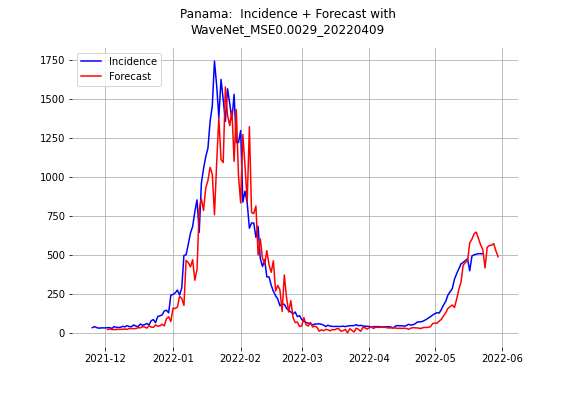 Panama:  Incidence + Forecast with
WaveNet_MSE0.0029_20220409
Incidence
Forecast
1750
1500
1250
1000
750
500
250
0
2021-12 2022-01 2022-02 2022-03 2022-04 2022-05 2022-06